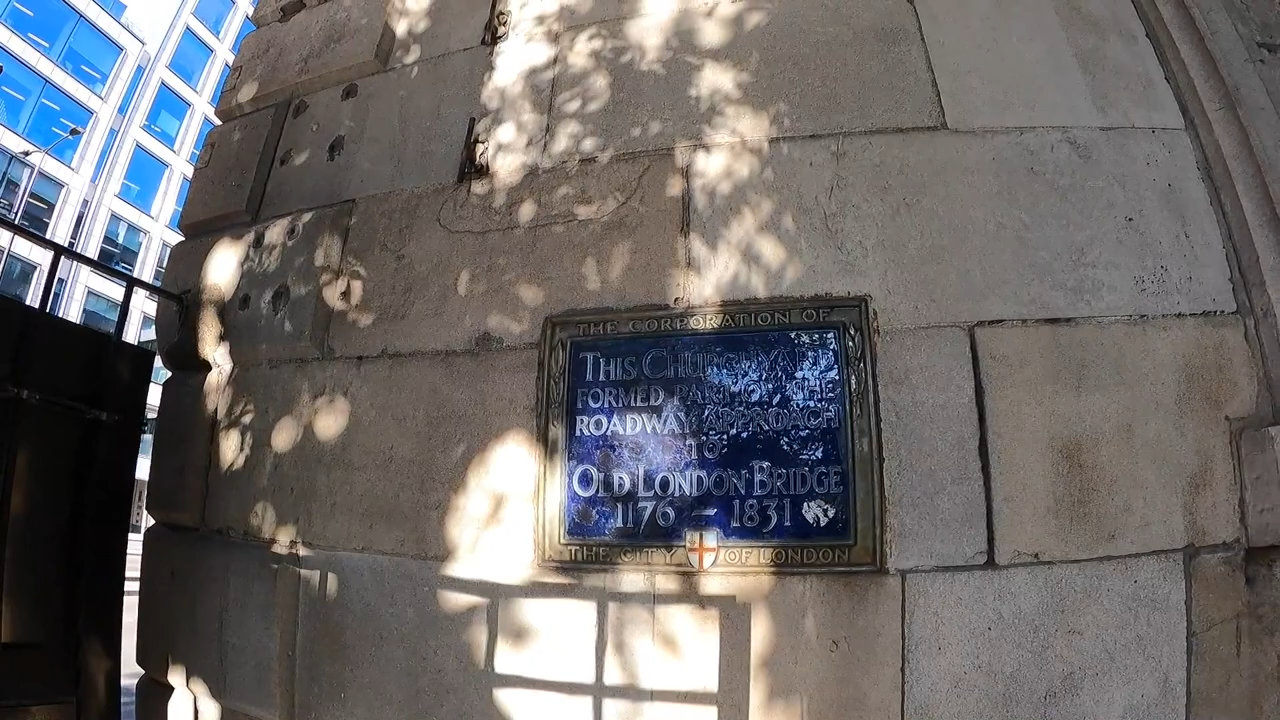 THE CORPORATION OF
THIS CHURCHYARD
FORMED PART OF THE
ROADWAY APPROACH
TO
OLD LONDON BRIDGE
1176 – 1831
THE CITY OF LONDON